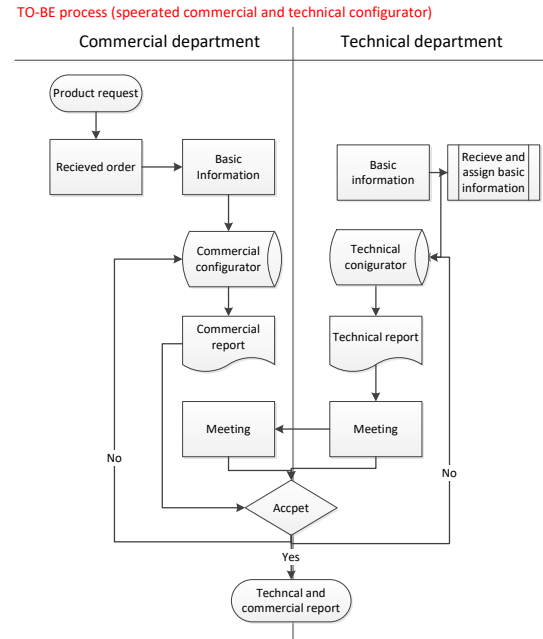 TO-BE process (speerated commercial and technical configurator)
Commercial department
Technical department
Product request
Recieved order
Basic
Information
Basic
information
Recieve and
assign basic
information
Commercial
configurator
Technical
conigurator
Commercial
report
Technical report
Meeting
Meeting
No
No
Accpet
Yes
Techncal and
commercial report